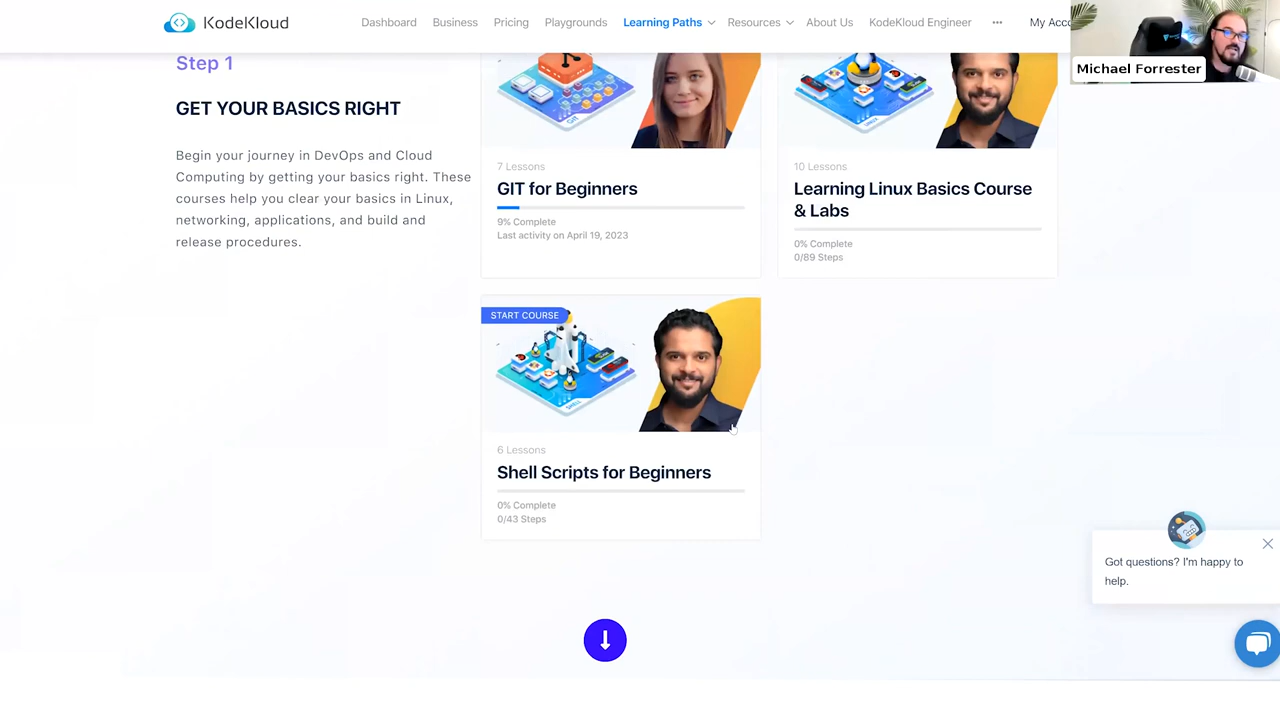 KodeKloud
Dashboard
Business
Pricing
Playgrounds
Learning Paths
Resources
About Us
KodeKloud Engineer
My Acco
Michael Forrester
Step 1
GET YOUR BASICS RIGHT
Begin your journey in DevOps and Cloud
Computing by getting your basics right. These
courses help you clear your basics in Linux,
networking, applications, and build and
release procedures.
GIT
7 Lessons
GIT for Beginners
9% Complete
Last activity on April 19, 2023
LINUX
10 Lessons
Learning Linux Basics Course
& Labs
0% Complete
0/89 Steps
START COURSE
SHELL
6 Lessons
Shell Scripts for Beginners
0% Complete
0/43 Steps
Got questions? I'm happy to
help.